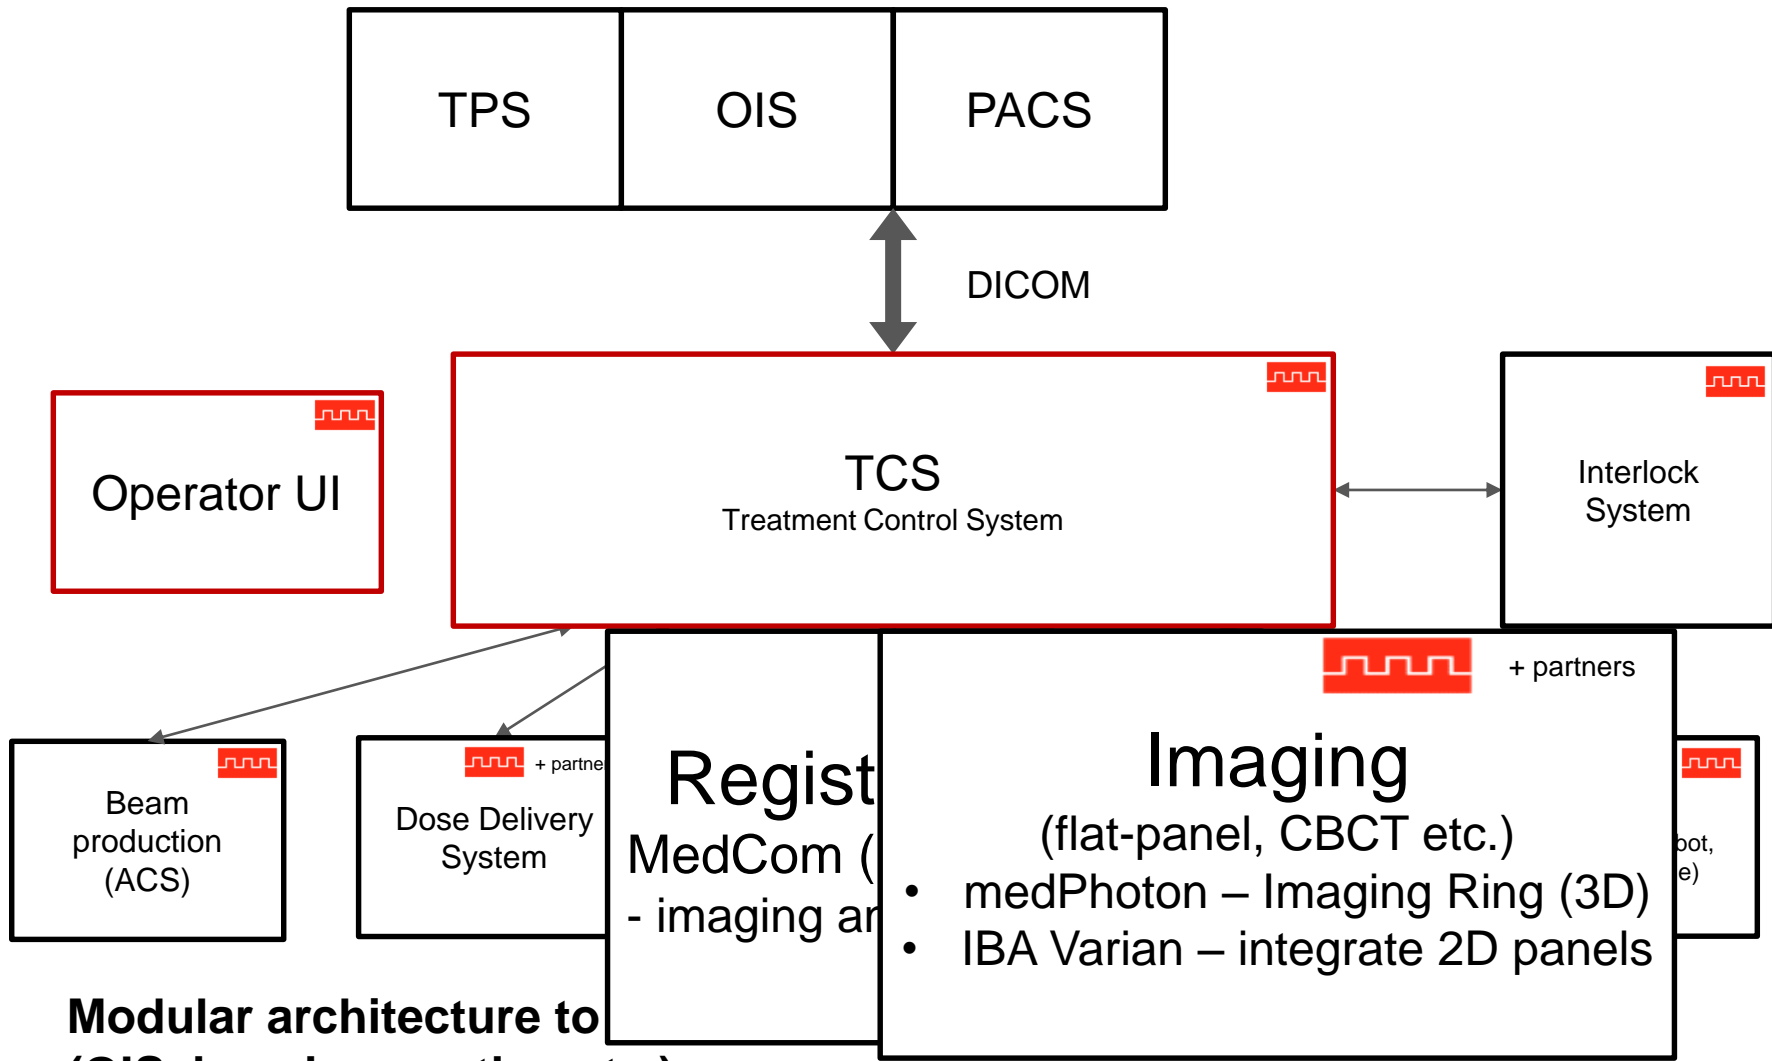 TPS
OIS
PACS
DICOM
Operator UI
TCS
Treatment Control System
Interlock
System
+ partners
Imaging
(flat-panel, CBCT etc.)
• medPhoton – Imaging Ring (3D)
• IBA Varian – integrate 2D panels
Regist
MedCom (
- imaging
Beam
production
(ACS)
+ partne
Dose Delivery
System
bot,
e)
Modular architecture to